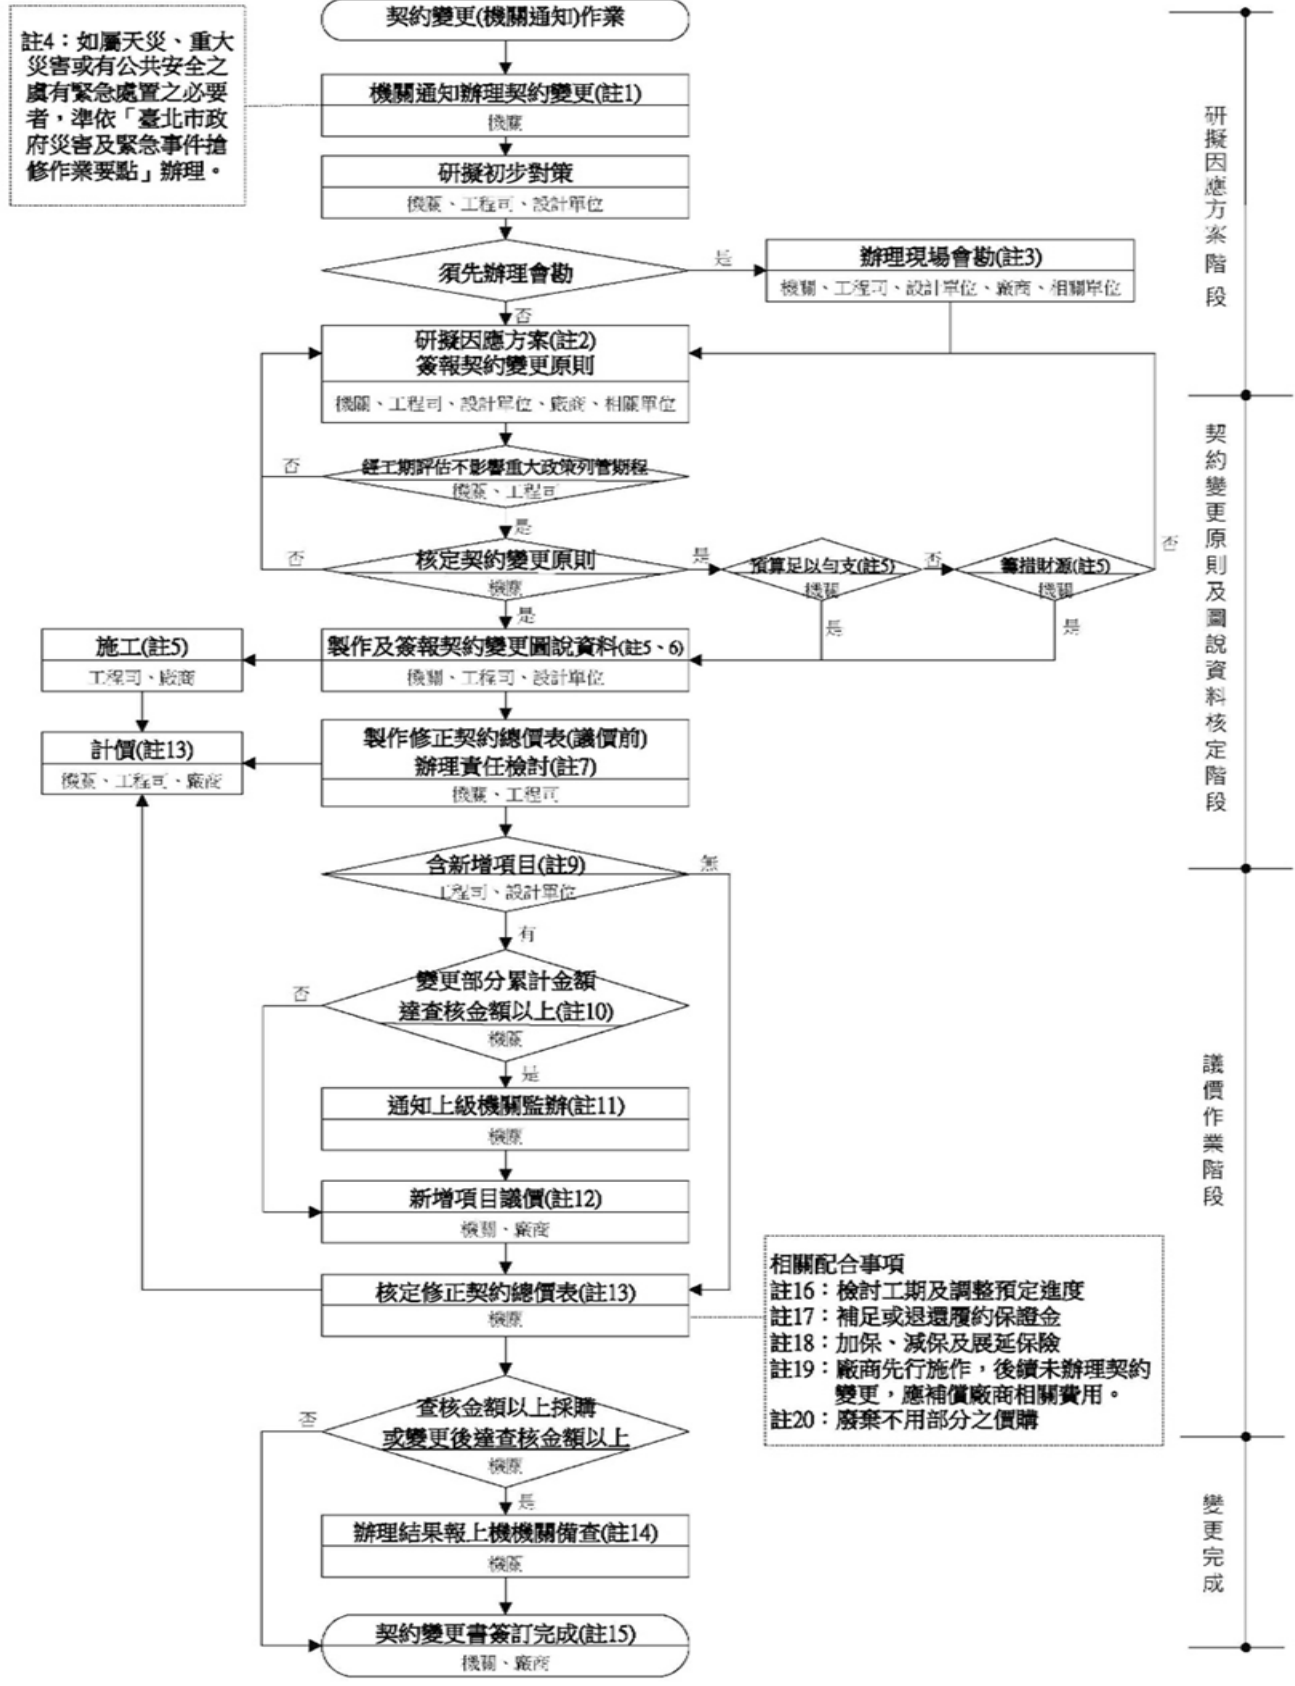 契約變更(機關通知)作業
註4：如屬天災、重大
災害或有公共安全之
虞有緊急處置之必要
者，準依「臺北市政
府災害及緊急事件搶
修作業要點」辦理。
機關通知辦理契約變更(註1)
機關
研擬初步對策
機關、工程司、設計單位
須先辦理會勘
是
辦理現場會勘(註3)
機關、工程司、設計單位、廠商、相關單位
否
研擬因應方案(註2)
簽報契約變更原則
機關、工程司、設計單位、廠商、相關單位
否
經工期評估不影響重大政策列管期程
機關、工程司
是
否
核定契約變更原則
機關
是
預算足以勻支(註5)
機關
否
籌措財源(註5)
機關
否
是
是
是
施工(註5)
工程司、廠商
製作及簽報契約變更圖說資料(註5、6)
機關、工程司、設計單位
計價(註13)
機關、工程司、廠商
製作修正契約總價表(議價前)
辦理責任檢討(註7)
機關、工程司
含新增項目(註9)
工程司、設計單位
無
有
變更部分累計金額
達查核金額以上(註10)
機關
否
是
通知上級機關監辦(註11)
機關
新增項目議價(註12)
機關、廠商
核定修正契約總價表(註13)
機關
相關配合事項
註16：檢討工期及調整預定進度
註17：補足或退還履約保證金
註18：加保、減保及展延保險
註19：廠商先行施作，後續未辦理契約
變更，應補償廠商相關費用。
註20：廢棄不用部分之價購
查核金額以上採購
或變更後達查核金額以上
機關
否
是
辦理結果報上機機關備查(註14)
機關
契約變更書簽訂完成(註15)
機關、廠商
研擬因應方案階段
契約變更原則及圖說資料核定階段
議價作業階段
變更完成